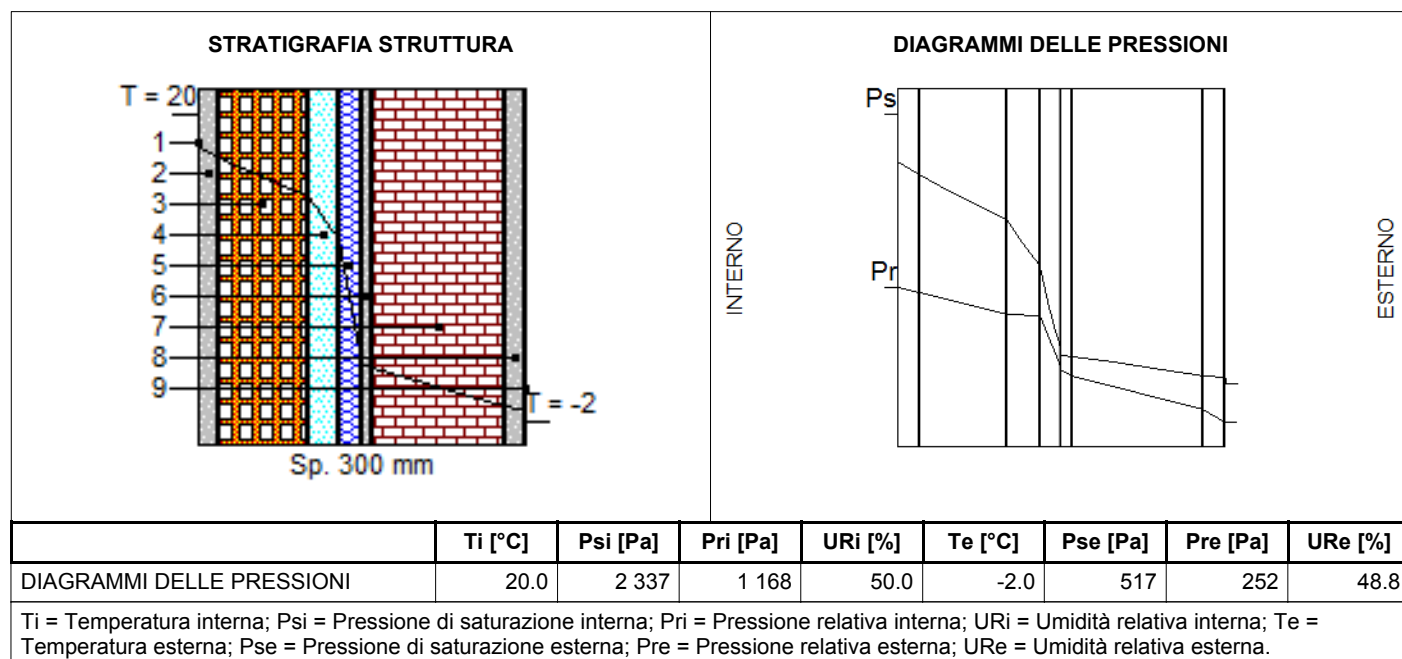 STRATIGRAFIA STRUTTURA
T = 20
1
2
3
4
5
6
7
8
9
T = -2
Sp. 300 mm
DIAGRAMMI DELLE PRESSIONI
Ps
Pr
INTERNO
ESTERNO
Ti [°C] Psi [Pa] Pri [Pa] URi [%] Te [°C] Pse [Pa] Pre [Pa] URe [%]
DIAGRAMMI DELLE PRESSIONI 20.0 2 337 1 168 50.0 -2.0 517 252 48.8
Ti = Temperatura interna; Psi = Pressione di saturazione interna; Pri = Pressione relativa interna; URi = Umidità relativa interna; Te =
Temperatura esterna; Pse = Pressione di saturazione esterna; Pre = Pressione relativa esterna; URe = Umidità relativa esterna.